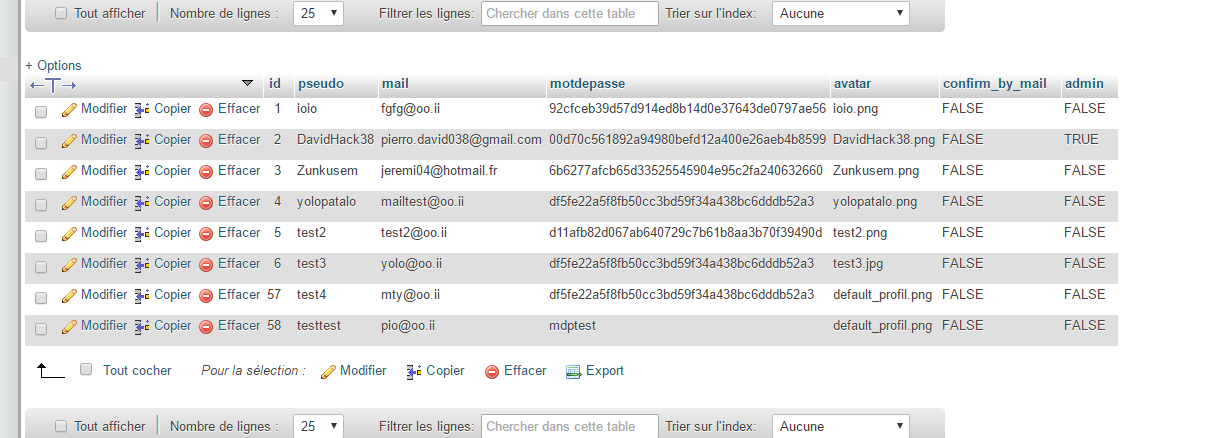 Tout afficher Nombre de lignes : 25 Filtrer les lignes: Chercher dans cette table Trier sur l'index: Aucune
+ Options
id pseudo mail motdepasse avatar confirm_by_mail admin
Modifier Copier Effacer 1 ioio fgfg@oo.ii 92cfceb39d57d914ed8b14d0e37643de0797ae56 ioio.png FALSE FALSE
Modifier Copier Effacer 2 DavidHack38 pierro.david038@gmail.com 00d70c561892a94980befd12a400e26aeb4b8599 DavidHack38.png FALSE TRUE
Modifier Copier Effacer 3 Zunkusem jeremi04@hotmail.fr 6b6277afcb65d33525545904e95c2fa240632660 Zunkusem.png FALSE FALSE
Modifier Copier Effacer 4 yolopatalo mailtest@oo.ii df5fe22a5f8fb50cc3bd59f34a438bc6dddb52a3 yolopatalo.png FALSE FALSE
Modifier Copier Effacer 5 test2 test2@oo.ii d11afb82d067ab640729c7b61b8aa3b70f39490d test2.png FALSE FALSE
Modifier Copier Effacer 6 test3 yolo@oo.ii df5fe22a5f8fb50cc3bd59f34a438bc6dddb52a3 test3.jpg FALSE FALSE
Modifier Copier Effacer 57 test4 mty@oo.ii df5fe22a5f8fb50cc3bd59f34a438bc6dddb52a3 default_profil.png FALSE FALSE
Modifier Copier Effacer 58 testtest pio@oo.ii mdptest default_profil.png FALSE FALSE
Tout cocher Pour la sélection : Modifier Copier Effacer Export
Tout afficher Nombre de lignes : 25 Filtrer les lignes: Chercher dans cette table Trier sur l'index: Aucune